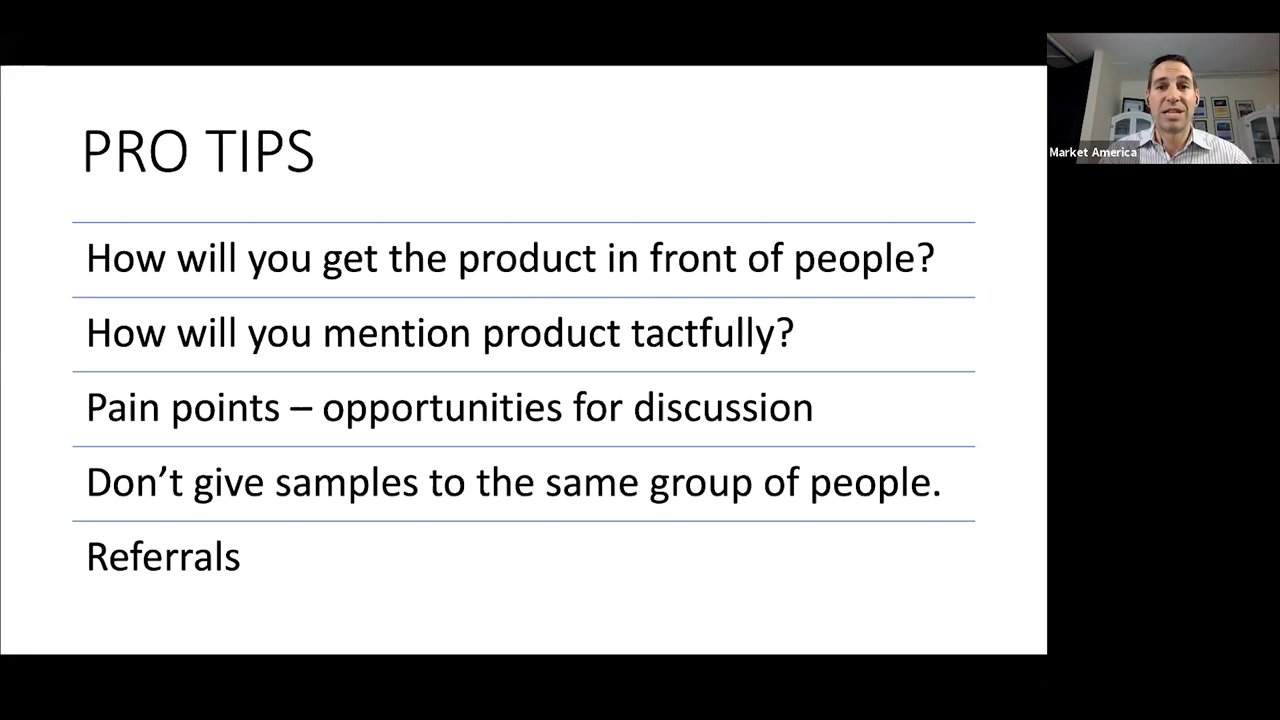 PRO TIPS
How will you get the product in front of people?
How will you mention product tactfully?
Pain points – opportunities for discussion
Don’t give samples to the same group of people.
Referrals
Market America